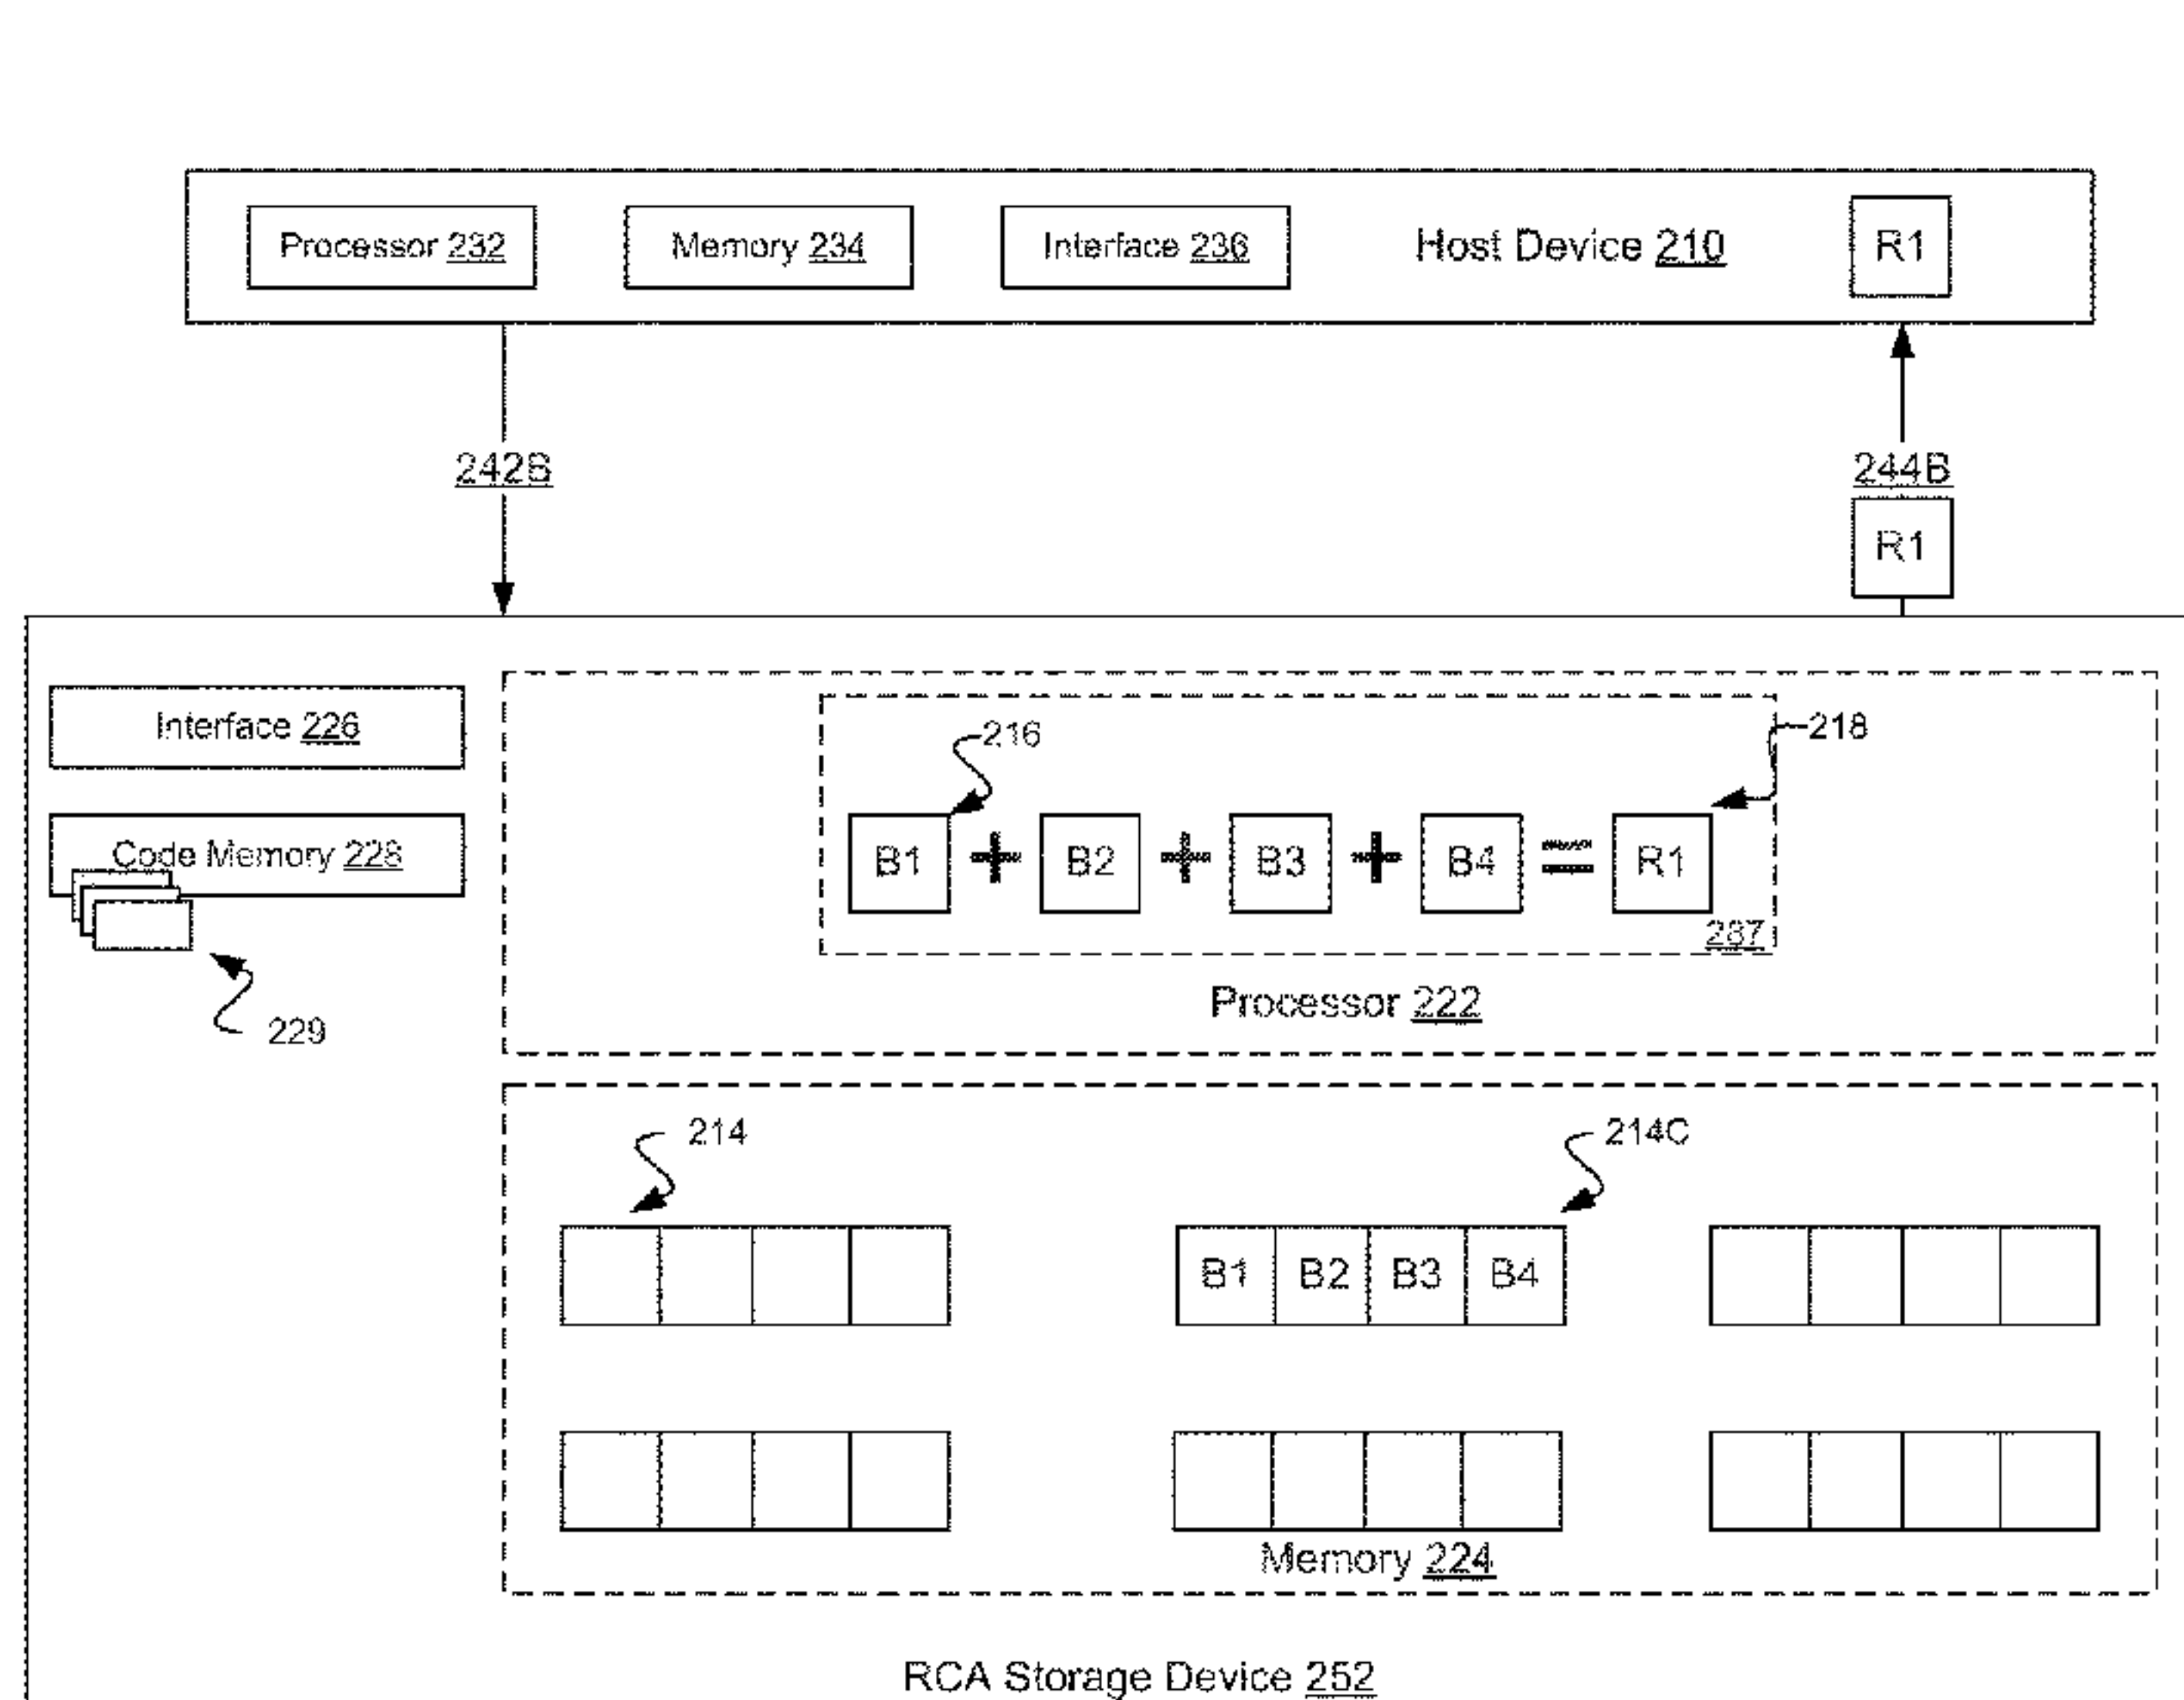 Processor 232
Memory 234
Interface 236
Host Device 210
R1
242B
244B
R1
Interface 226
Code Memory 228
229
216
218
B1 + B2 + B3 + B4 = R1
237
Processor 222
214
214C
B1 B2 B3 B4
Memory 224
RCA Storage Device 252